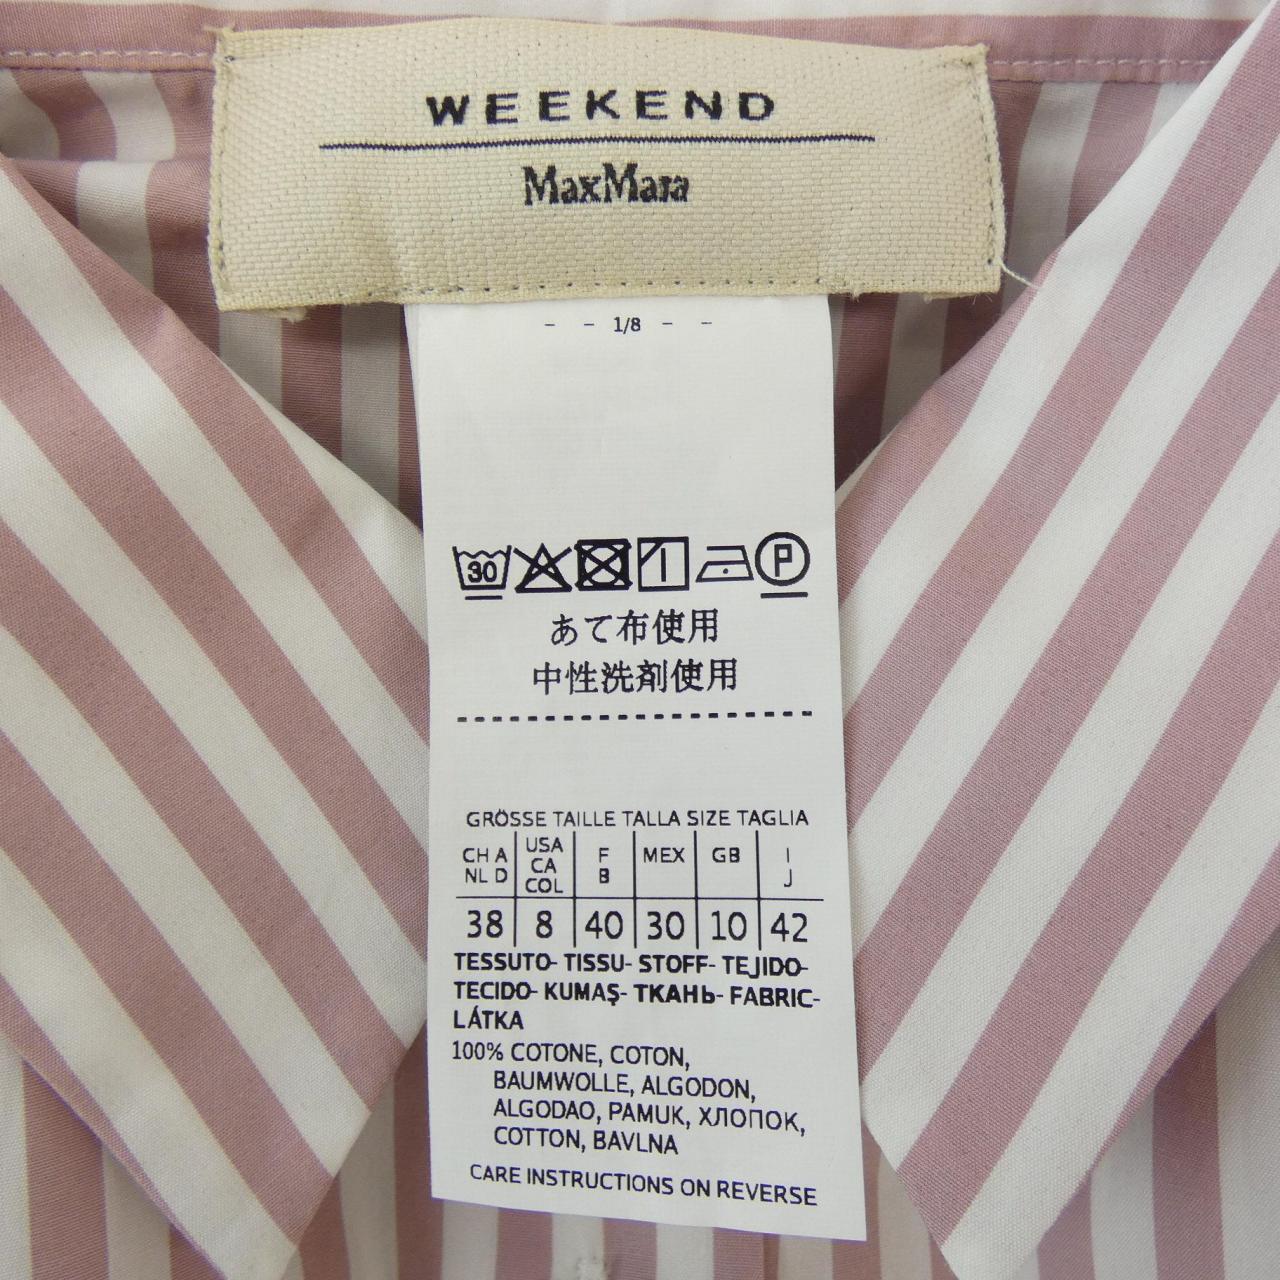 WEEKEND
MaxMara
- - 1/8 - -
30 P
あて布使用
中性洗剤使用
GRÖSSE TAILLE TALLA SIZE TAGLIA
CH A NL D USA CA COL F B MEX GB I J
38 8 40 30 10 42
TESSUTO- TISSU- STOFF- TEJIDO-
TECIDO- KUMAŞ- ТКАНЬ- FABRIC-
LÁTKA
100% COTONE, COTON,
BAUMWOLLE, ALGODON,
ALGODAO, PAMUK, ХЛОПОК,
COTTON, BAVLNA
CARE INSTRUCTIONS ON REVERSE